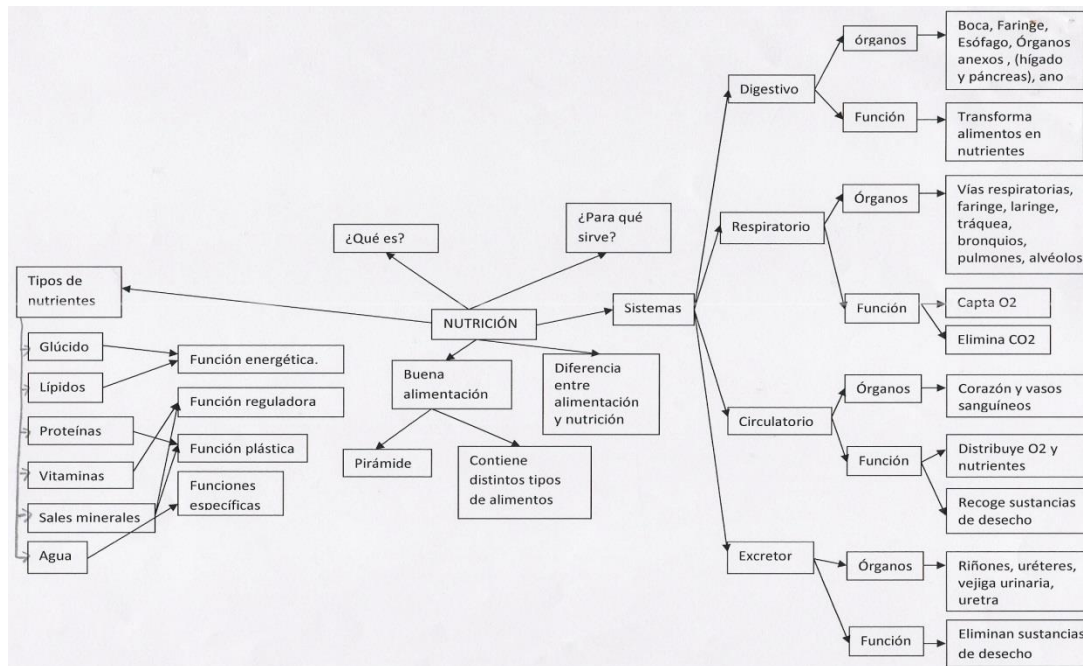 Tipos de
nutrientes
Glúcido
Lípidos
Proteínas
Vitaminas
Sales minerales
Agua
Función energética.
Función reguladora
Función plástica
Funciones
específicas
¿Qué es?
¿Para qué
sirve?
NUTRICIÓN
Buena
alimentación
Pirámide
Contiene
distintos tipos
de alimentos
Diferencia
entre
alimentación
y nutrición
Sistemas
Digestivo
órganos
Boca, Faringe,
Esófago, Órganos
anexos , (hígado
y páncreas), ano
Función
Transforma
alimentos en
nutrientes
Respiratorio
Órganos
Vías respiratorias,
faringe, laringe,
tráquea,
bronquios,
pulmones, alvéolos
Función
Capta O2
Elimina CO2
Circulatorio
Órganos
Corazón y vasos
sanguíneos
Función
Distribuye O2 y
nutrientes
Recoge sustancias
de desecho
Excretor
Órganos
Riñones, uréteres,
vejiga urinaria,
uretra
Función
Eliminan sustancias
de desecho